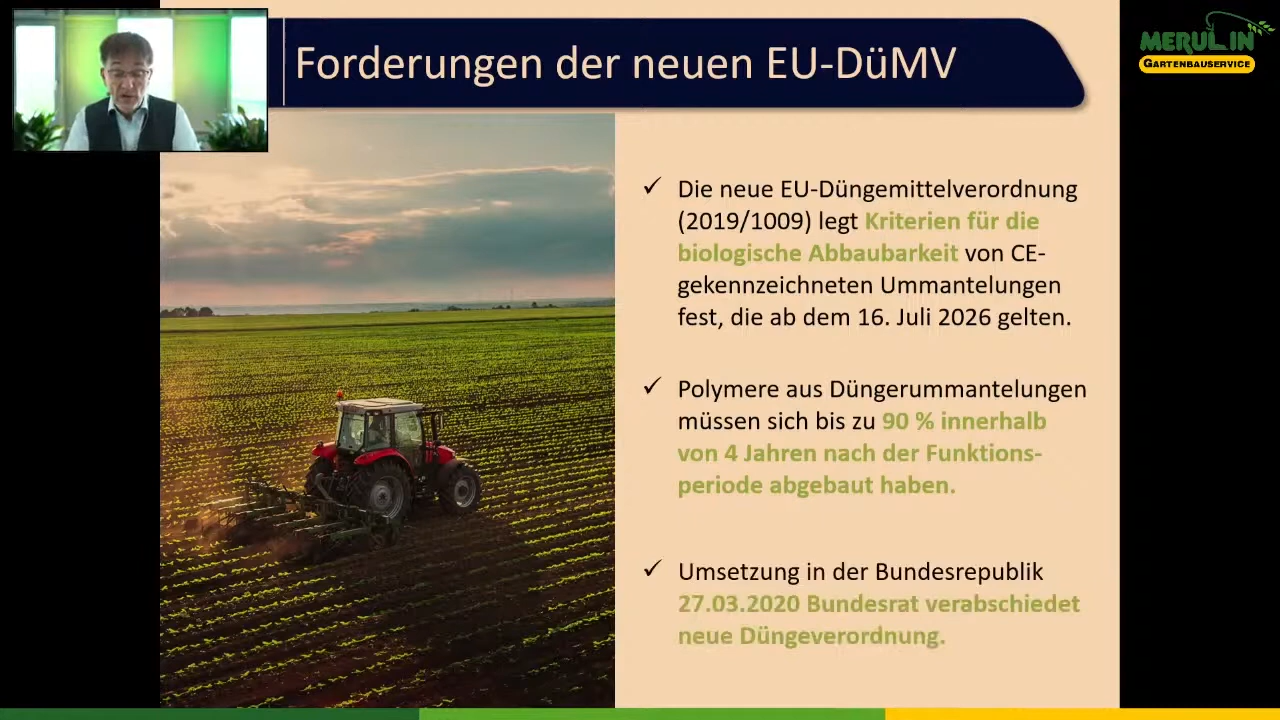 Forderungen der neuen EU-DüMV
MERULIN
GARTENBAUSERVICE
✓ Die neue EU-Düngemittelverordnung
(2019/1009) legt Kriterien für die
biologische Abbaubarkeit von CE-
gekennzeichneten Ummantelungen
fest, die ab dem 16. Juli 2026 gelten.
✓ Polymere aus Düngerummantelungen
müssen sich bis zu 90 % innerhalb
von 4 Jahren nach der Funktions-
periode abgebaut haben.
✓ Umsetzung in der Bundesrepublik
27.03.2020 Bundesrat verabschiedet
neue Düngeverordnung.